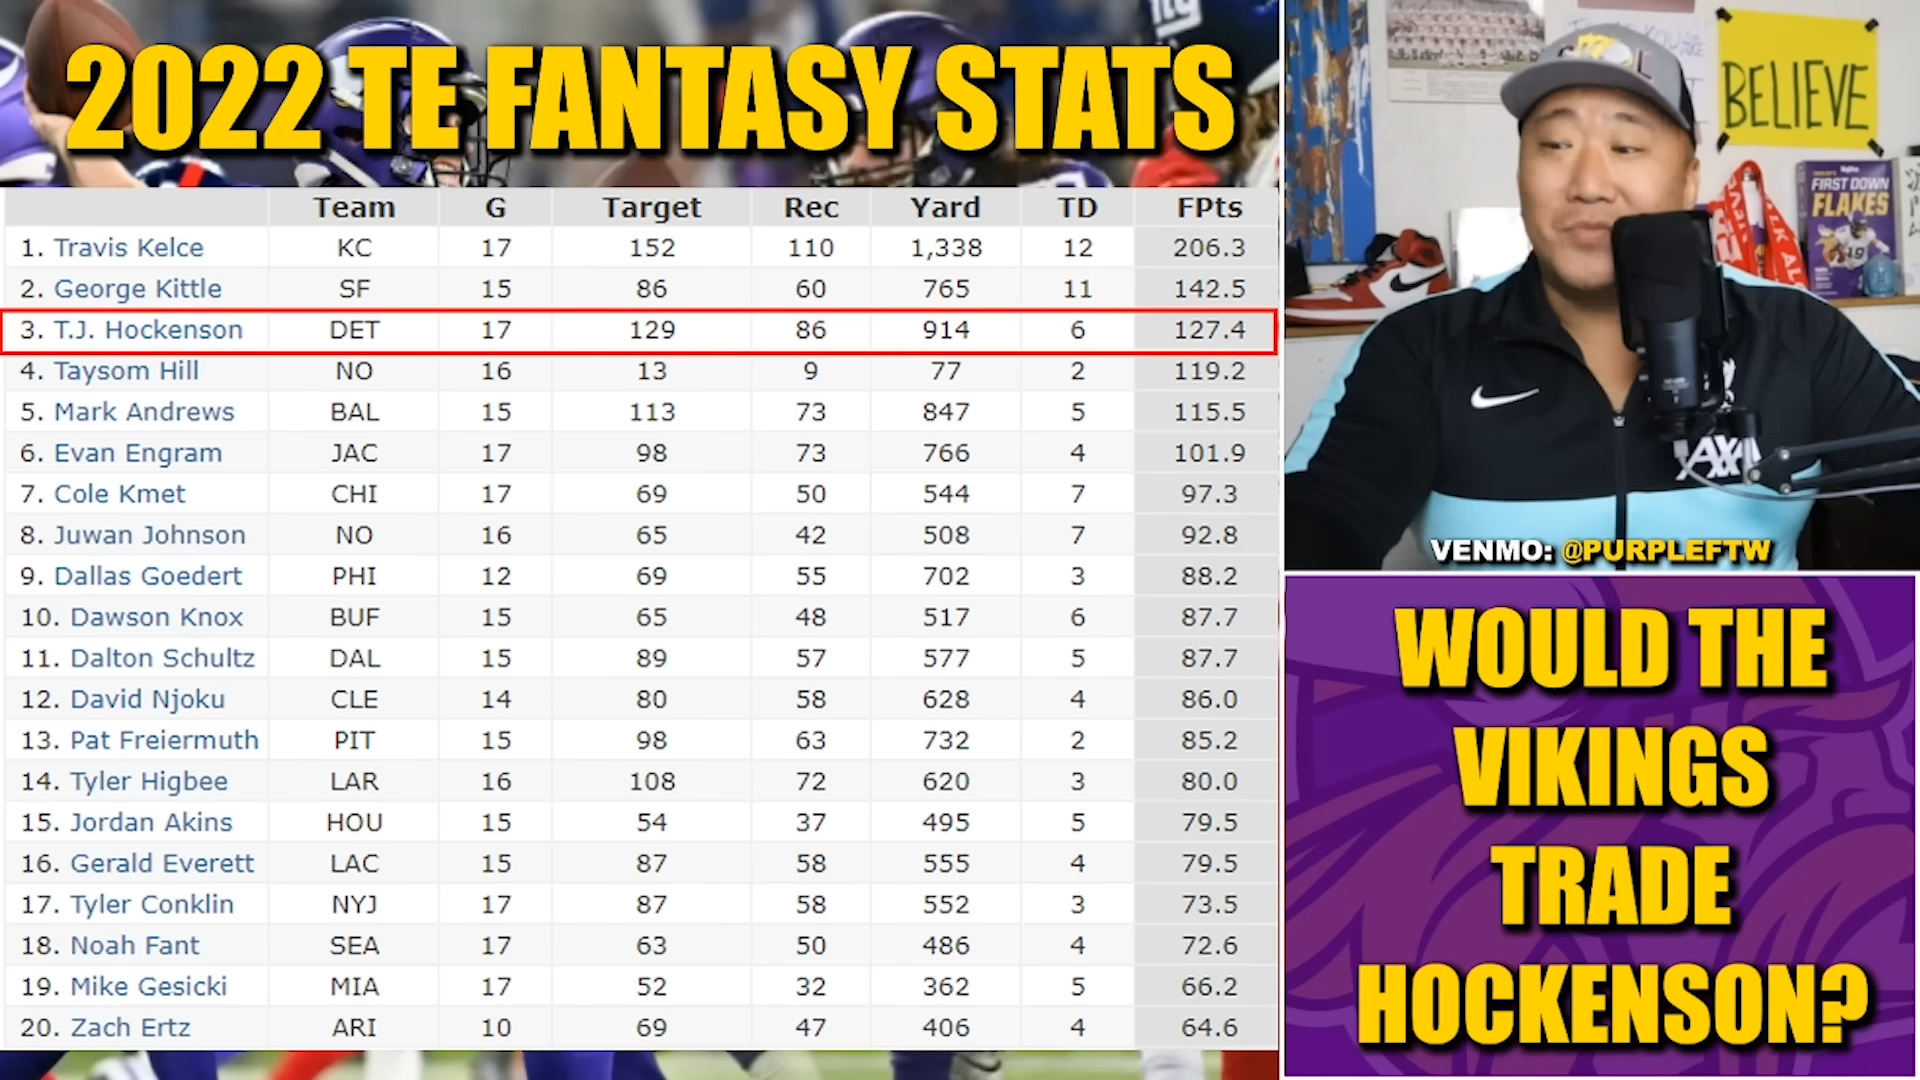 2022 TE FANTASY STATS
Team G Target Rec Yard TD FPts
1. Travis Kelce KC 17 152 110 1,338 12 206.3
2. George Kittle SF 15 86 60 765 11 142.5
3. T.J. Hockenson DET 17 129 86 914 6 127.4
4. Taysom Hill NO 16 13 9 77 2 119.2
5. Mark Andrews BAL 15 113 73 847 5 115.5
6. Evan Engram JAC 17 98 73 766 4 101.9
7. Cole Kmet CHI 17 69 50 544 7 97.3
8. Juwan Johnson NO 16 65 42 508 7 92.8
9. Dallas Goedert PHI 12 69 55 702 3 88.2
10. Dawson Knox BUF 15 65 48 517 6 87.7
11. Dalton Schultz DAL 15 89 57 577 5 87.7
12. David Njoku CLE 14 80 58 628 4 86.0
13. Pat Freiermuth PIT 15 98 63 732 2 85.2
14. Tyler Higbee LAR 16 108 72 620 3 80.0
15. Jordan Akins HOU 15 54 37 495 5 79.5
16. Gerald Everett LAC 15 87 58 555 4 79.5
17. Tyler Conklin NYJ 17 87 58 552 3 73.5
18. Noah Fant SEA 17 63 50 486 4 72.6
19. Mike Gesicki MIA 17 52 32 362 5 66.2
20. Zach Ertz ARI 10 69 47 406 4 64.6
BELIEVE
FIRST DOWN
FLAKES
19
AXA
VENMO: @PURPLEFTW
WOULD THE
VIKINGS
TRADE
HOCKENSON?